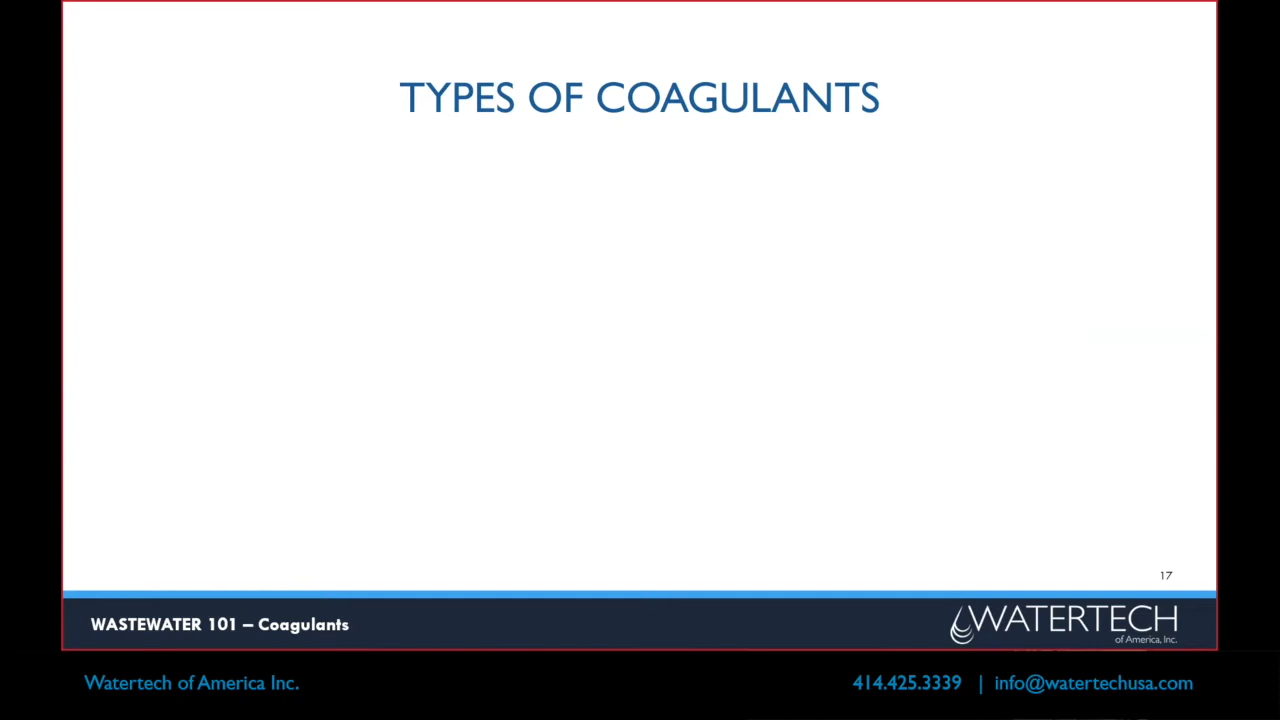 TYPES OF COAGULANTS
17
WASTEWATER 101 – Coagulants
WATERTECH
of America, Inc.
Watertech of America Inc.
414.425.3339 | info@watertechusa.com